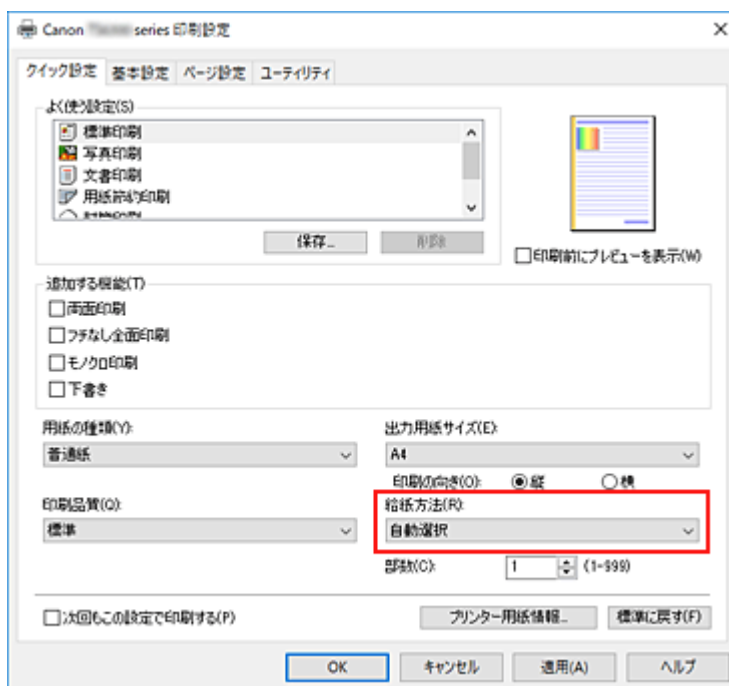 Canon series 印刷設定
クイック設定 基本設定 ページ設定 ユーティリティ
よく使う設定(S)
標準印刷
写真印刷
文書印刷
用紙節約印刷
保存...
削除
印刷前にプレビューを表示(W)
追加する機能(T)
両面印刷
フチなし全面印刷
モノクロ印刷
下書き
用紙の種類(Y):
普通紙
出力用紙サイズ(E):
A4
印刷の向き(O): 縦 横
印刷品質(Q):
標準
給紙方法(R):
自動選択
部数(C): 1 (1-999)
次回もこの設定で印刷する(P)
プリンター用紙情報...
標準に戻す(F)
OK キャンセル 適用(A) ヘルプ